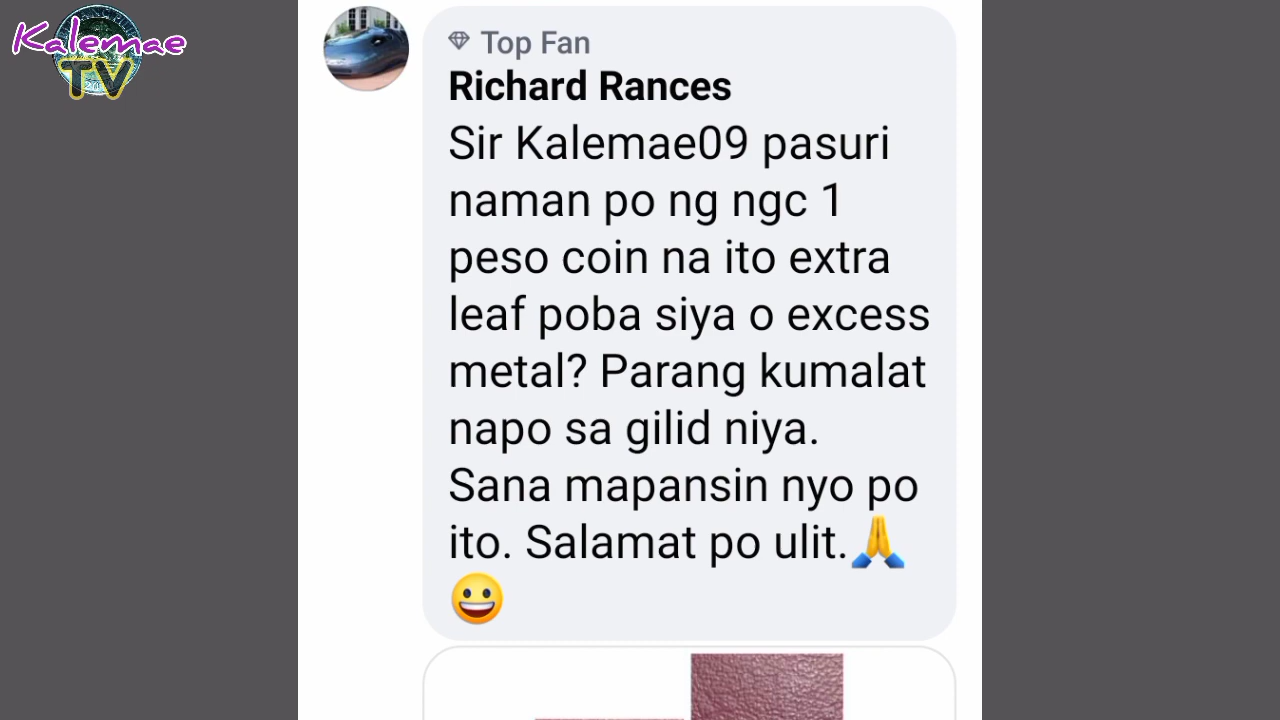 Kalemae
TV
Top Fan
Richard Rances
Sir Kalemae09 pasuri
naman po ng ngc 1
peso coin na ito extra
leaf poba siya o excess
metal? Parang kumalat
napo sa gilid niya.
Sana mapansin nyo po
ito. Salamat po ulit.🙏
😀